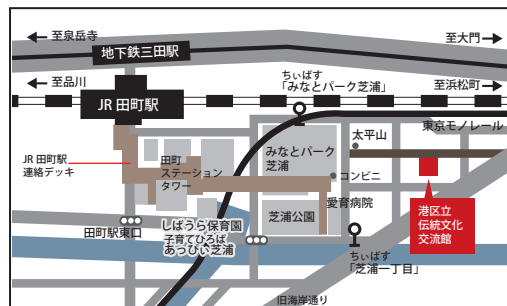 至泉岳寺
至大門
地下鉄三田駅
至品川
ちぃばす
「みなとパーク芝浦」
至浜松町
JR 田町駅
東京モノレール
太平山
みなとパーク
芝浦
JR 田町駅
連絡デッキ
田町
ステーション
タワー
コンビニ
愛育病院
港区立
伝統文化
交流館
芝浦公園
しばうら保育園
子育てひろば
あっぴぃ芝浦
田町駅東口
ちぃばす
「芝浦一丁目」
旧海岸通り